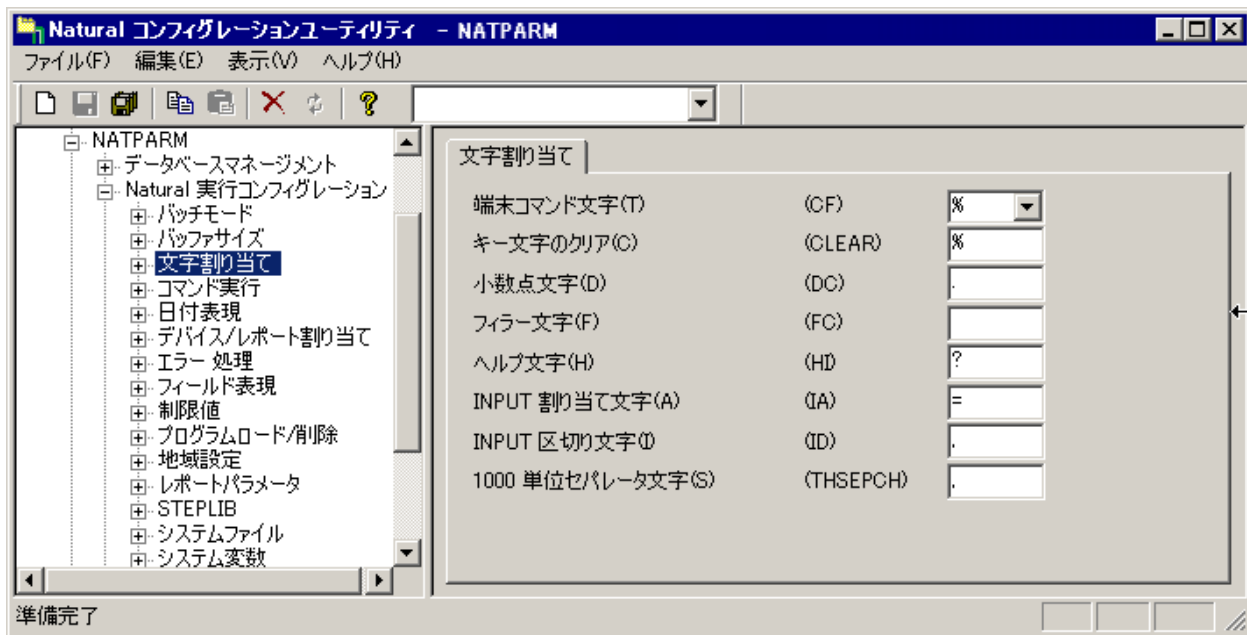 Natural コンフィグレーションユーティリティ - NATPARM
ファイル(F) 編集(E) 表示(V) ヘルプ(H)
NATPARM
データベースマネージメント
Natural 実行コンフィグレーション
バッチモード
バッファサイズ
文字割り当て
コマンド実行
日付表現
デバイス/レポート割り当て
エラー 処理
フィールド表現
制限値
プログラムロード/削除
地域設定
レポートパラメータ
STEPLIB
システムファイル
システム変数
文字割り当て
端末コマンド文字(T) (CF) %
キー文字のクリア(C) (CLEAR) %
小数点文字(D) (DC) .
フィラー文字(F) (FC)
ヘルプ文字(H) (HI) ?
INPUT 割り当て文字(A) (IA) =
INPUT 区切り文字(I) (ID) ,
1000 単位セパレータ文字(S) (THSEPCH) ,
準備完了